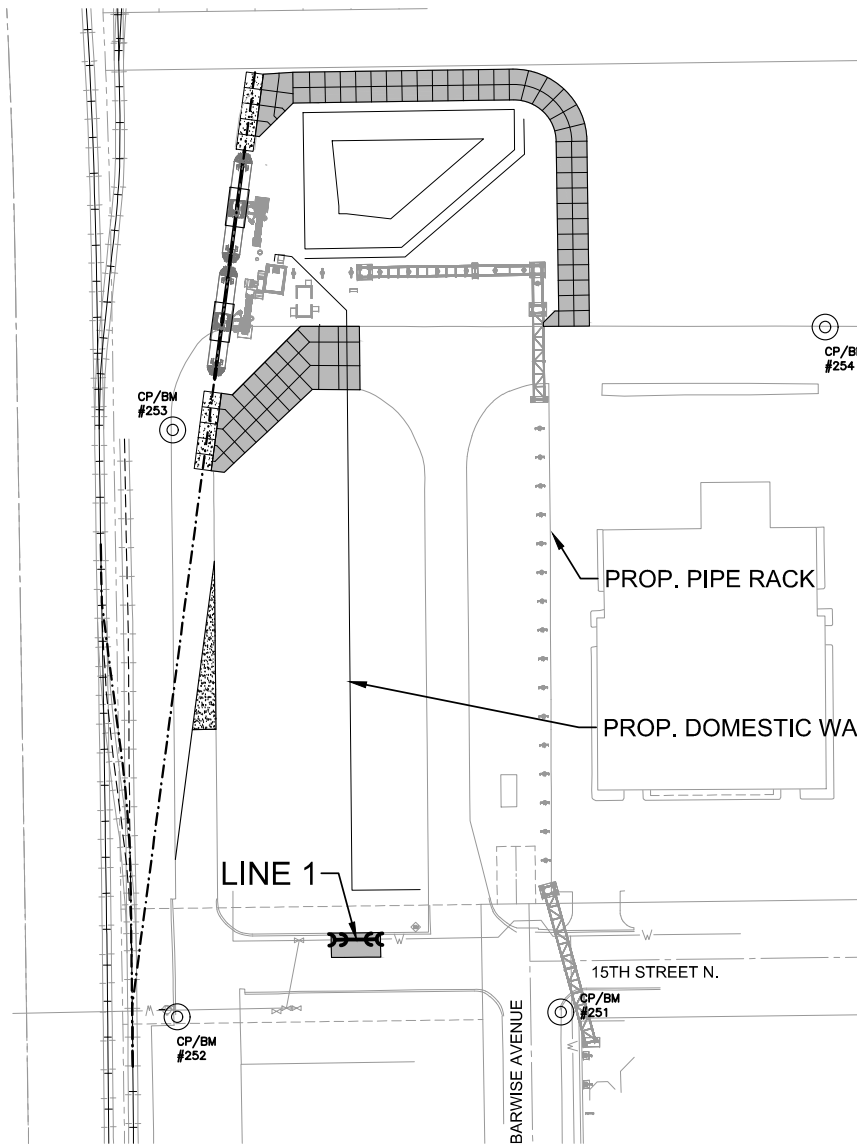 CP/BM
#254
CP/BM
#253
PROP. PIPE RACK
PROP. DOMESTIC WA
LINE 1
W
W
15TH STREET N.
W
CP/BM
#251
CP/BM
#252
W
BARWISE AVENUE